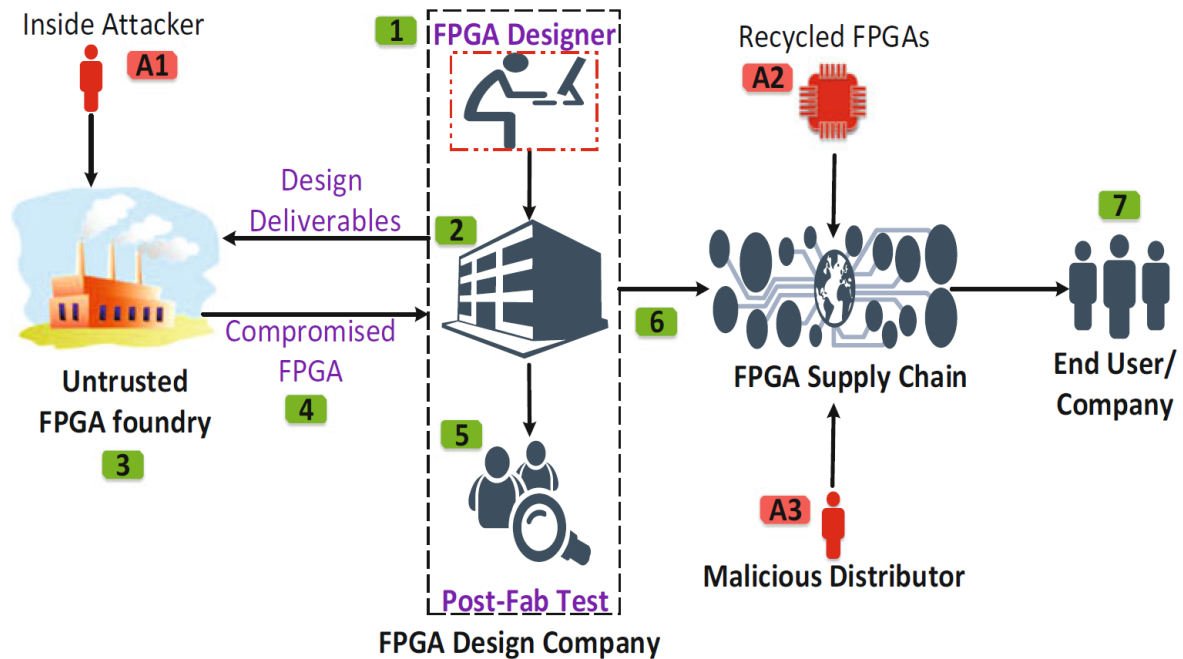 Inside Attacker
A1
1
FPGA Designer
Recycled FPGAs
A2
Design
Deliverables
2
7
Compromised
FPGA
4
6
Untrusted
FPGA foundry
3
FPGA Supply Chain
End User/
Company
5
A3
Malicious Distributor
Post-Fab Test
FPGA Design Company